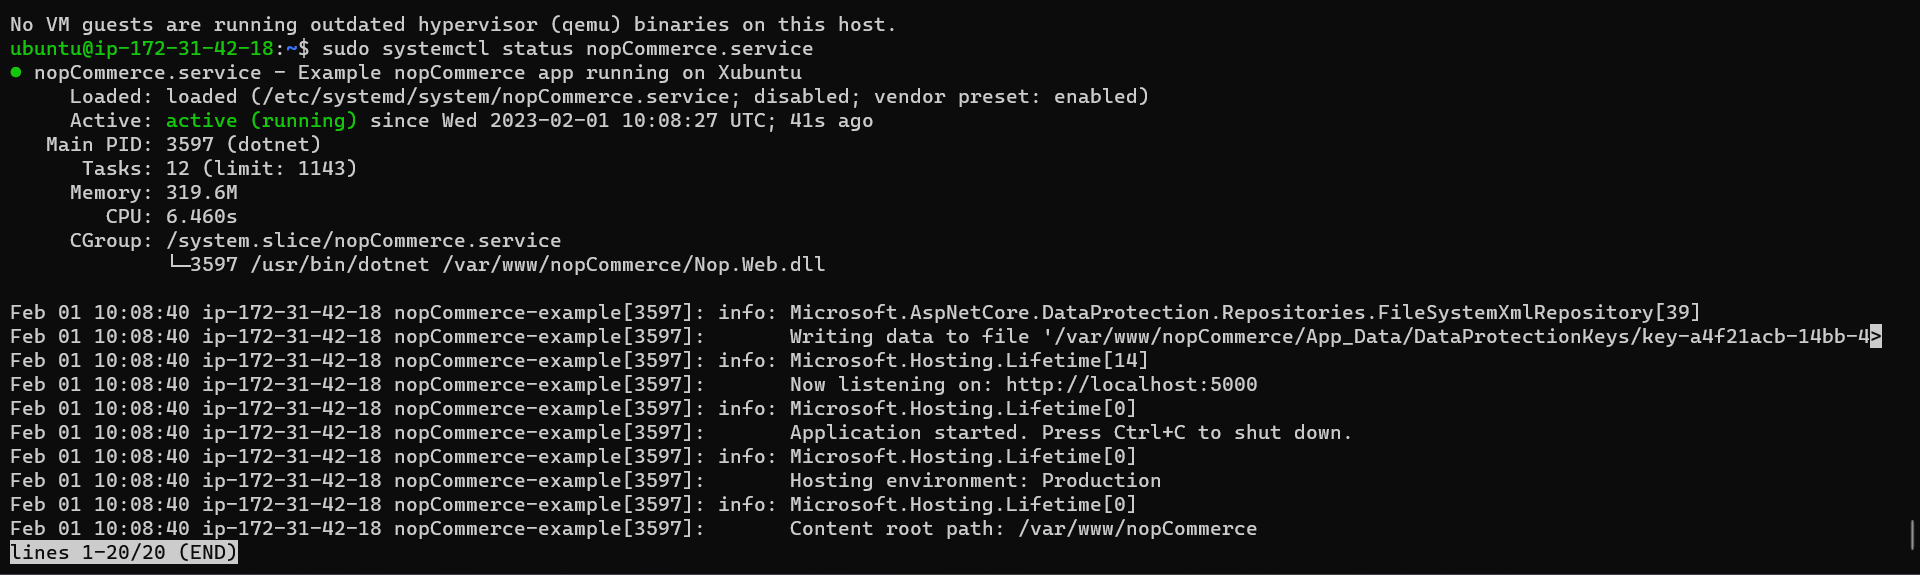 No VM guests are running outdated hypervisor (qemu) binaries on this host.
ubuntu@ip-172-31-42-18:~$ sudo systemctl status nopCommerce.service
● nopCommerce.service - Example nopCommerce app running on Xubuntu
     Loaded: loaded (/etc/systemd/system/nopCommerce.service; disabled; vendor preset: enabled)
     Active: active (running) since Wed 2023-02-01 10:08:27 UTC; 41s ago
   Main PID: 3597 (dotnet)
      Tasks: 12 (limit: 1143)
     Memory: 319.6M
        CPU: 6.460s
     CGroup: /system.slice/nopCommerce.service
             └─3597 /usr/bin/dotnet /var/www/nopCommerce/Nop.Web.dll

Feb 01 10:08:40 ip-172-31-42-18 nopCommerce-example[3597]: info: Microsoft.AspNetCore.DataProtection.Repositories.FileSystemXmlRepository[39]
Feb 01 10:08:40 ip-172-31-42-18 nopCommerce-example[3597]:       Writing data to file '/var/www/nopCommerce/App_Data/DataProtectionKeys/key-a4f21acb-14bb-4>
Feb 01 10:08:40 ip-172-31-42-18 nopCommerce-example[3597]: info: Microsoft.Hosting.Lifetime[14]
Feb 01 10:08:40 ip-172-31-42-18 nopCommerce-example[3597]:       Now listening on: http://localhost:5000
Feb 01 10:08:40 ip-172-31-42-18 nopCommerce-example[3597]: info: Microsoft.Hosting.Lifetime[0]
Feb 01 10:08:40 ip-172-31-42-18 nopCommerce-example[3597]:       Application started. Press Ctrl+C to shut down.
Feb 01 10:08:40 ip-172-31-42-18 nopCommerce-example[3597]: info: Microsoft.Hosting.Lifetime[0]
Feb 01 10:08:40 ip-172-31-42-18 nopCommerce-example[3597]:       Hosting environment: Production
Feb 01 10:08:40 ip-172-31-42-18 nopCommerce-example[3597]: info: Microsoft.Hosting.Lifetime[0]
Feb 01 10:08:40 ip-172-31-42-18 nopCommerce-example[3597]:       Content root path: /var/www/nopCommerce
lines 1-20/20 (END)